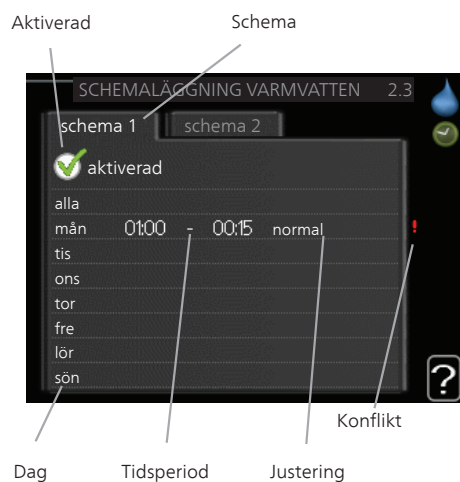 Aktiverad Schema
SCHEMALÄGGNING VARMVATTEN 2.3
schema 1 schema 2
aktiverad
alla
mån 01:00 - 00:15 normal !
tis
ons
tor
fre
lör
sön
?
Konflikt
Dag Tidsperiod Justering